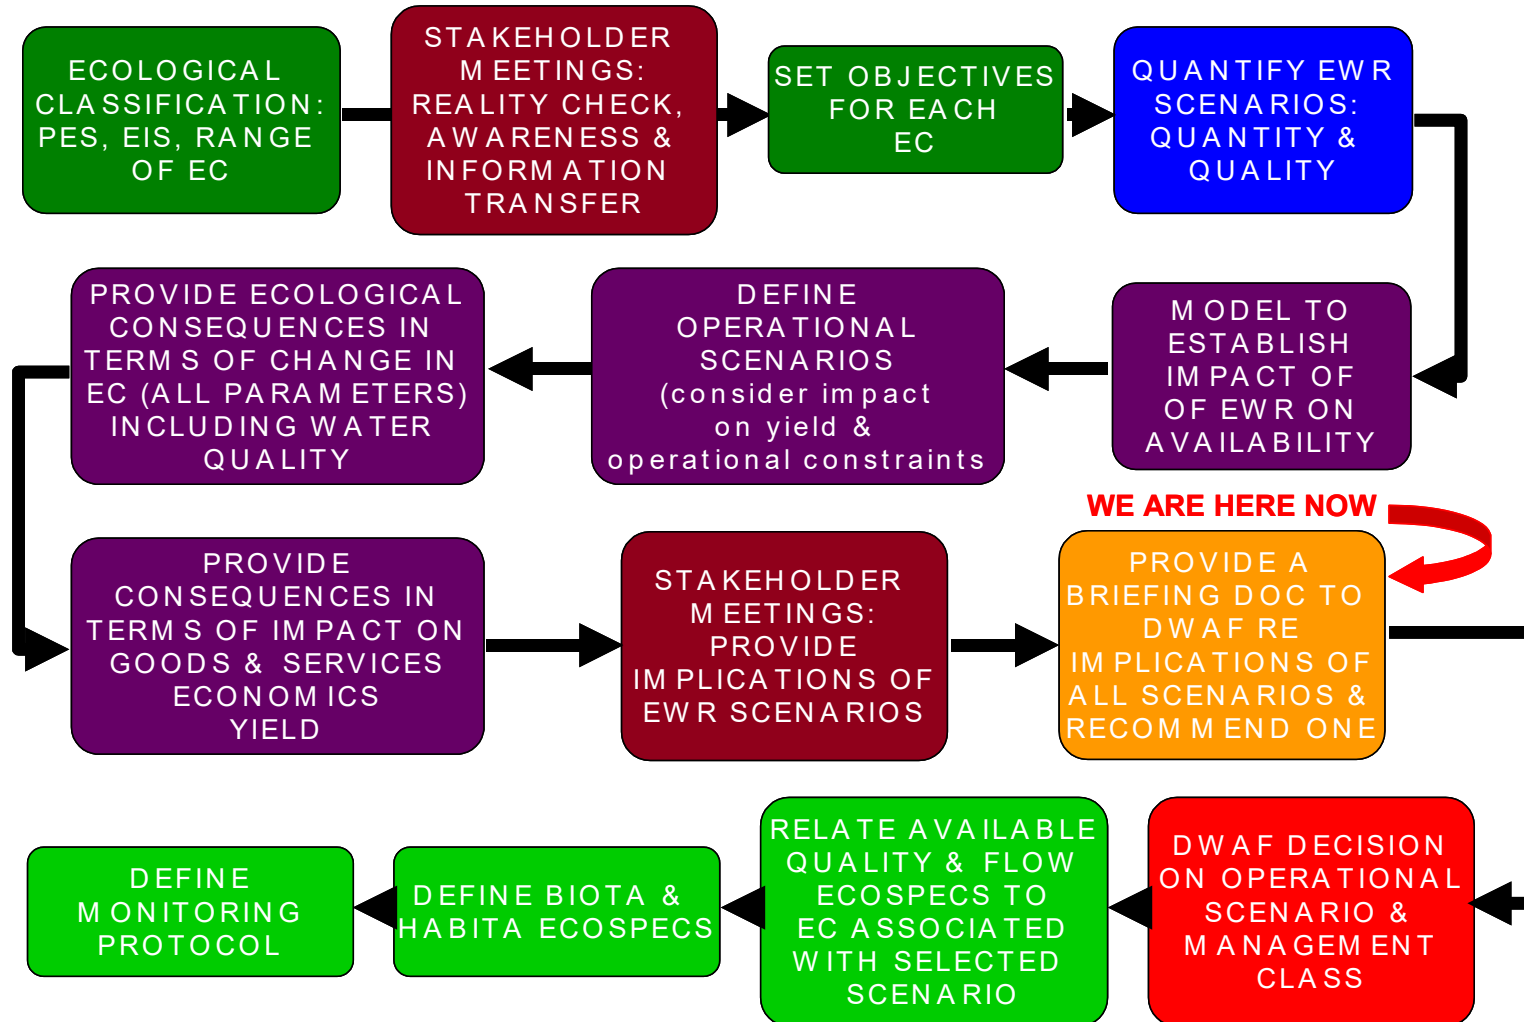 ECOLOGICAL
CLASSIFICATION:
PES, EIS, RANGE
OF EC
STAKEHOLDER
MEETINGS:
REALITY CHECK,
AWARENESS &
INFORMATION
TRANSFER
SET OBJECTIVES
FOR EACH
EC
QUANTIFY EWR
SCENARIOS:
QUANTITY &
QUALITY
MODEL TO
ESTABLISH
IMPACT OF
OF EWR ON
AVAILABILITY
DEFINE
OPERATIONAL
SCENARIOS
(consider impact
on yield &
operational constraints
PROVIDE ECOLOGICAL
CONSEQUENCES IN
TERMS OF CHANGE IN
EC (ALL PARAMETERS)
INCLUDING WATER
QUALITY
PROVIDE
CONSEQUENCES IN
TERMS OF IMPACT ON
GOODS & SERVICES
ECONOMICS
YIELD
STAKEHOLDER
MEETINGS:
PROVIDE
IMPLICATIONS OF
EWR SCENARIOS
WE ARE HERE NOW
PROVIDE A
BRIEFING DOC TO
DWAF RE
IMPLICATIONS OF
ALL SCENARIOS &
RECOMMEND ONE
DWAF DECISION
ON OPERATIONAL
SCENARIO &
MANAGEMENT
CLASS
RELATE AVAILABLE
QUALITY & FLOW
ECOSPECS TO
EC ASSOCIATED
WITH SELECTED
SCENARIO
DEFINE BIOTA &
HABITA ECOSPECS
DEFINE
MONITORING
PROTOCOL